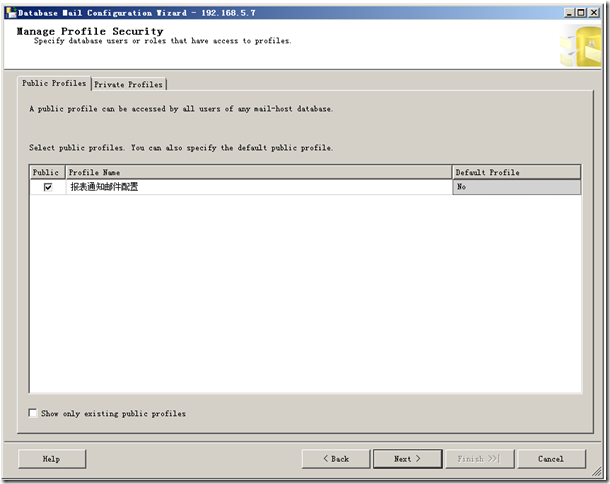 Database Mail Configuration Wizard - 192.168.5.7
Manage Profile Security
Specify database users or roles that have access to profiles.
Public Profiles Private Profiles
A public profile can be accessed by all users of any mail-host database.
Select public profiles. You can also specify the default public profile.
Public Profile Name Default Profile
报表通知邮件配置 No
Show only existing public profiles
Help < Back Next > Finish >>| Cancel